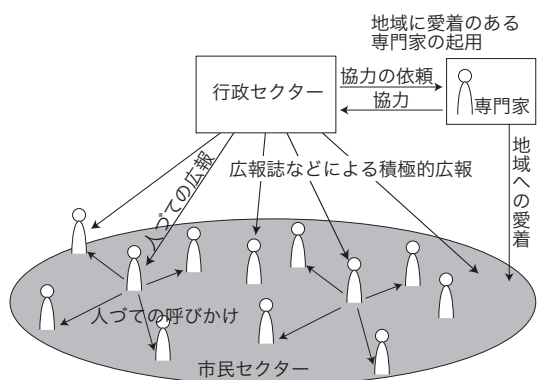 地域に愛着のある
専門家の起用
行政セクター
協力の依頼
協力
専門家
人づての広報
広報誌などによる積極的広報
地域への愛着
人づての呼びかけ
市民セクター